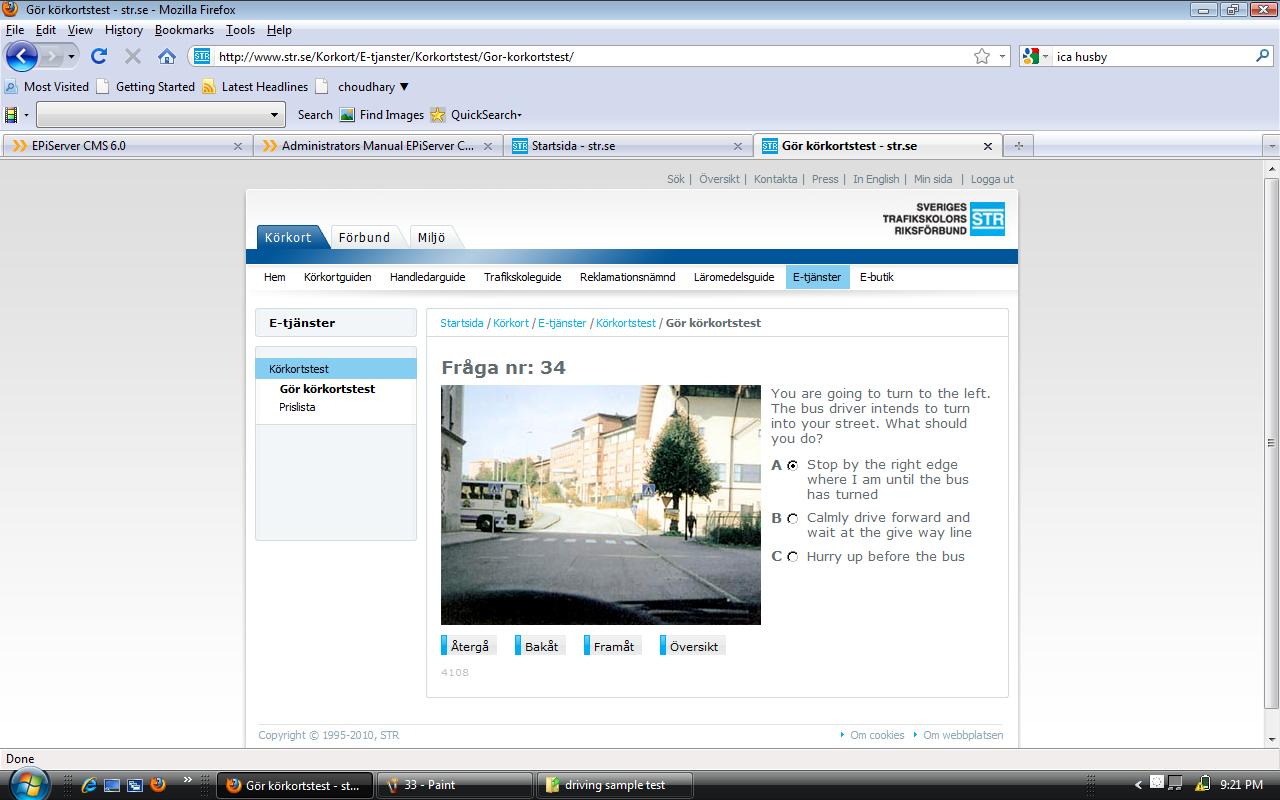 Gör körkortstest - str.se - Mozilla Firefox
File Edit View History Bookmarks Tools Help
STR http://www.str.se/Korkort/E-tjanster/Korkortstest/Gor-korkortstest/ ica husby
Most Visited Getting Started Latest Headlines choudhary ▼
Search Find Images QuickSearch
EPiServer CMS 6.0 Administrators Manual EPiServer C... STR Startsida - str.se STR Gör körkortstest - str.se
Sök | Översikt | Kontakta | Press | In English | Min sida | Logga ut
SVERIGES
TRAFIKSKOLORS STR
RIKSFÖRBUND
Körkort Förbund Miljö
Hem Körkortguiden Handledarguide Trafikskoleguide Reklamationsnämnd Läromedelsguide E-tjänster E-butik
E-tjänster
Körkortstest
Gör körkortstest
Prislista
Startsida / Körkort / E-tjänster / Körkortstest / Gör körkortstest
Fråga nr: 34
You are going to turn to the left.
The bus driver intends to turn
into your street. What should
you do?
A Stop by the right edge
where I am until the bus
has turned
B Calmly drive forward and
wait at the give way line
C Hurry up before the bus
Återgå Bakåt Framåt Översikt
4108
Copyright © 1995-2010, STR Om cookies Om webbplatsen
Done
Gör körkortstest - st... 33 - Paint driving sample test 9:21 PM